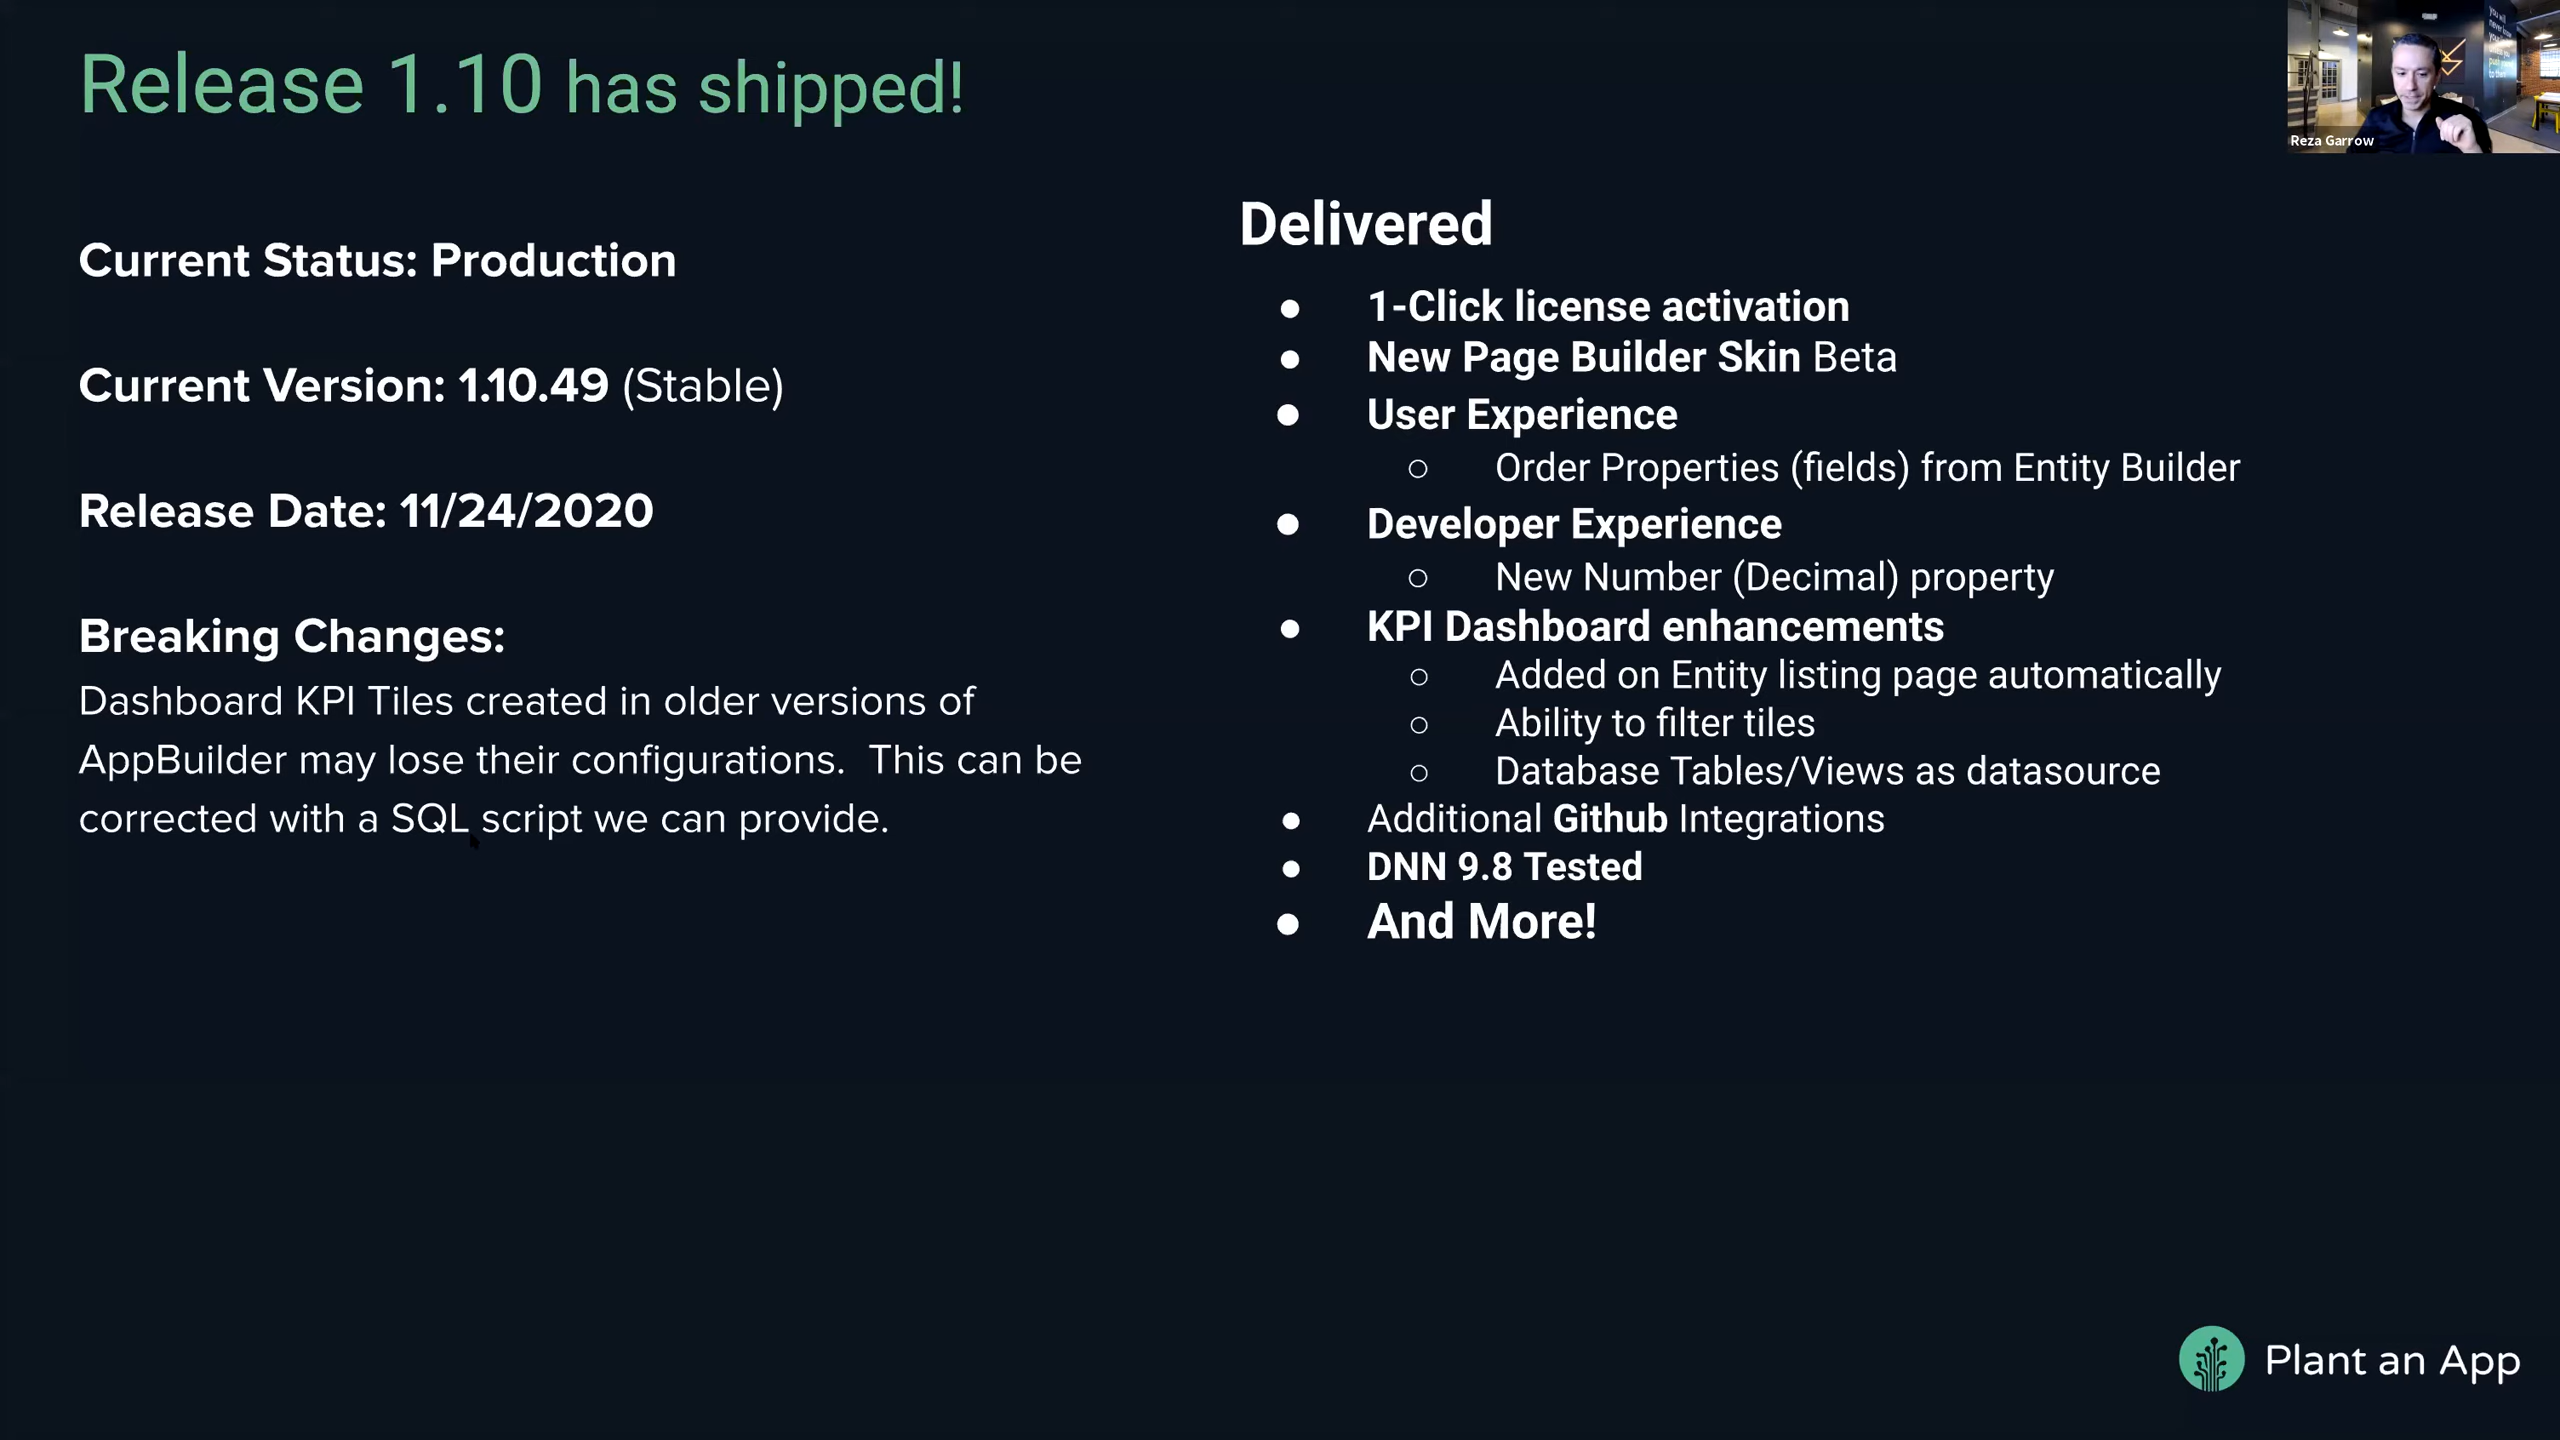 Release 1.10 has shipped!
Current Status: Production
Current Version: 1.10.49 (Stable)
Release Date: 11/24/2020
Breaking Changes:
Dashboard KPI Tiles created in older versions of
AppBuilder may lose their configurations.  This can be
corrected with a SQL script we can provide.
Delivered
● 1-Click license activation
● New Page Builder Skin Beta
● User Experience
○ Order Properties (fields) from Entity Builder
● Developer Experience
○ New Number (Decimal) property
● KPI Dashboard enhancements
○ Added on Entity listing page automatically
○ Ability to filter tiles
○ Database Tables/Views as datasource
● Additional Github Integrations
● DNN 9.8 Tested
● And More!
you will
never know
Reza Garrow
Plant an App